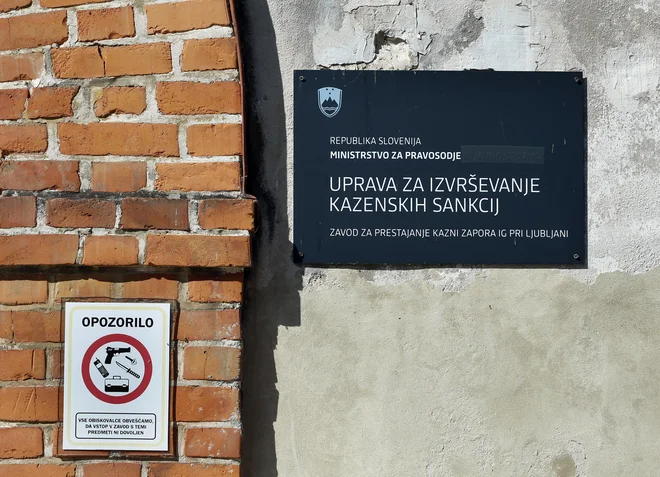 REPUBLIKA SLOVENIJA
MINISTRSTVO ZA PRAVOSODJE
UPRAVA ZA IZVRŠEVANJE
KAZENSKIH SANKCIJ
ZAVOD ZA PRESTAJANJE KAZNI ZAPORA IG PRI LJUBLJANI
OPOZORILO
VSE OBISKOVALCE OBVEŠČAMO,
DA VSTOP V ZAVOD S TEMI
PREDMETI NI DOVOLJEN